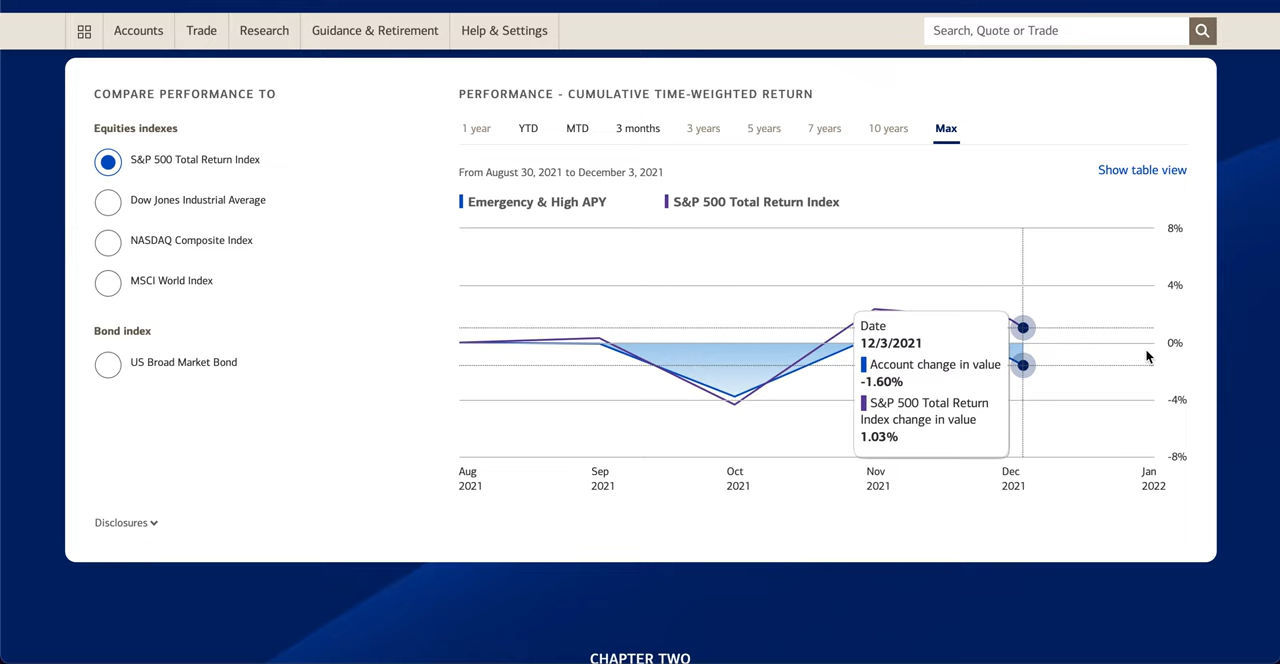 Accounts
Trade
Research
Guidance & Retirement
Help & Settings
Search, Quote or Trade
COMPARE PERFORMANCE TO
Equities indexes
S&P 500 Total Return Index
Dow Jones Industrial Average
NASDAQ Composite Index
MSCI World Index
Bond index
US Broad Market Bond
Disclosures
PERFORMANCE - CUMULATIVE TIME-WEIGHTED RETURN
1 year YTD MTD 3 months 3 years 5 years 7 years 10 years Max
From August 30, 2021 to December 3, 2021
Show table view
Emergency & High APY
S&P 500 Total Return Index
8%
4%
0%
-4%
-8%
Date
12/3/2021
Account change in value
-1.60%
S&P 500 Total Return
Index change in value
1.03%
Aug
2021
Sep
2021
Oct
2021
Nov
2021
Dec
2021
Jan
2022
CHAPTER TWO